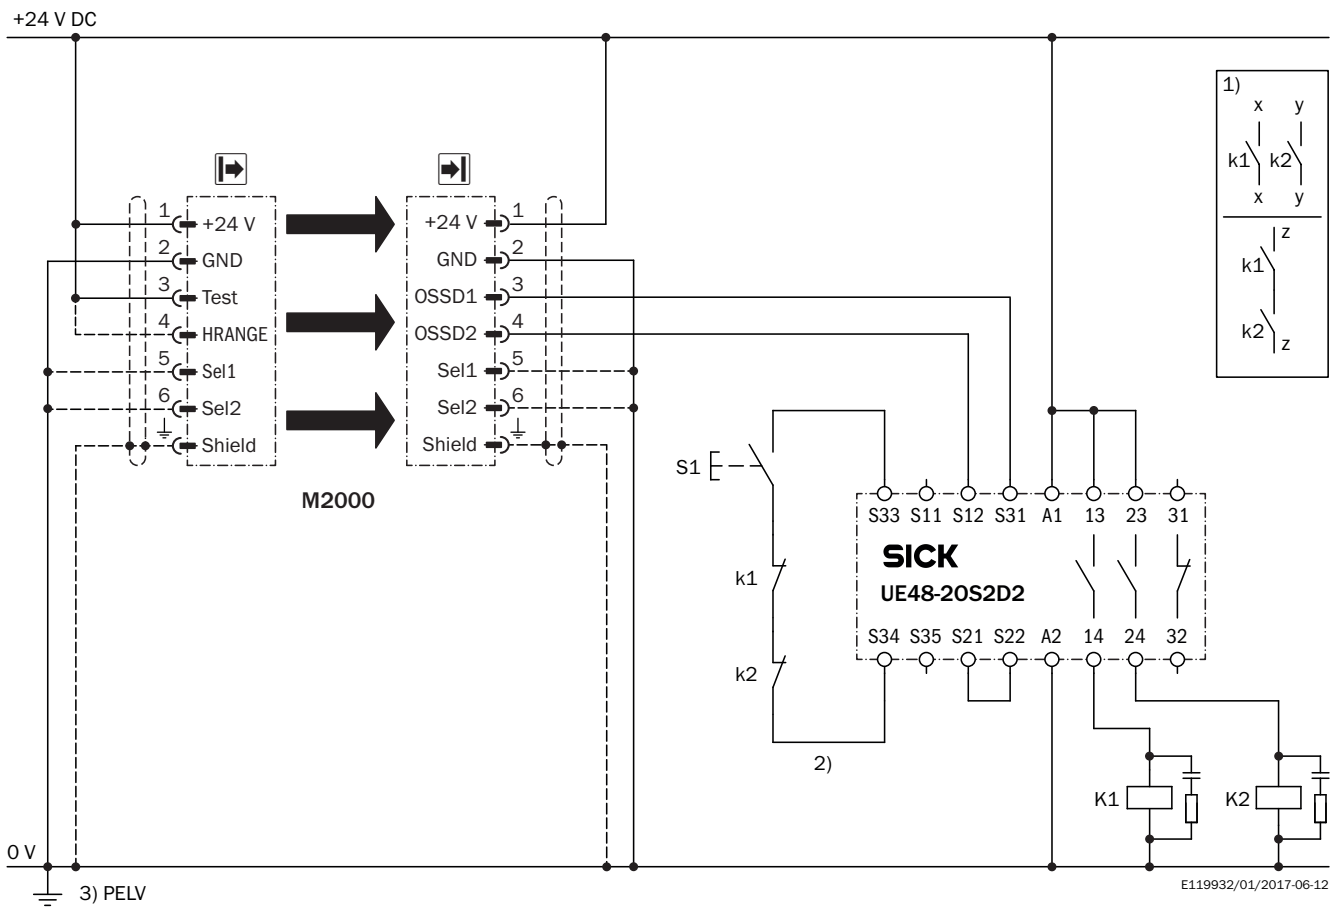 +24 V DC
1)
x y
k1 k2
x y
z
k1
k2
z
1 +24 V
2 GND
3 Test
4 HRANGE
5 Sel1
6 Sel2
Shield
+24 V 1
GND 2
OSSD1 3
OSSD2 4
Sel1 5
Sel2 6
Shield
M2000
S1
k1
k2
2)
S33 S11 S12 S31 A1 13 23 31
SICK
UE48-2OS2D2
S34 S35 S21 S22 A2 14 24 32
K1
K2
0 V
3) PELV
E119932/01/2017-06-12